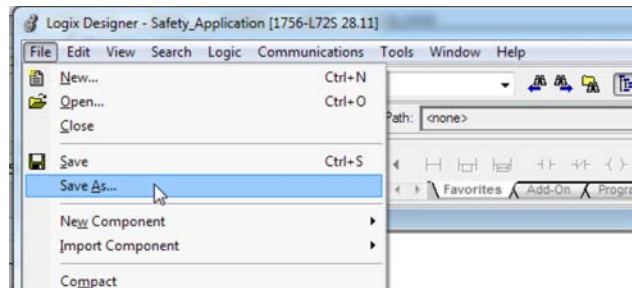 Logix Designer - Safety_Application [1756-L72S 28.11]
File Edit View Search Logic Communications Tools Window Help
New... Ctrl+N
Open... Ctrl+O
Close
Path: <none>
Save Ctrl+S
Save As...
Favorites Add-On Progra
New Component
Import Component
Compact